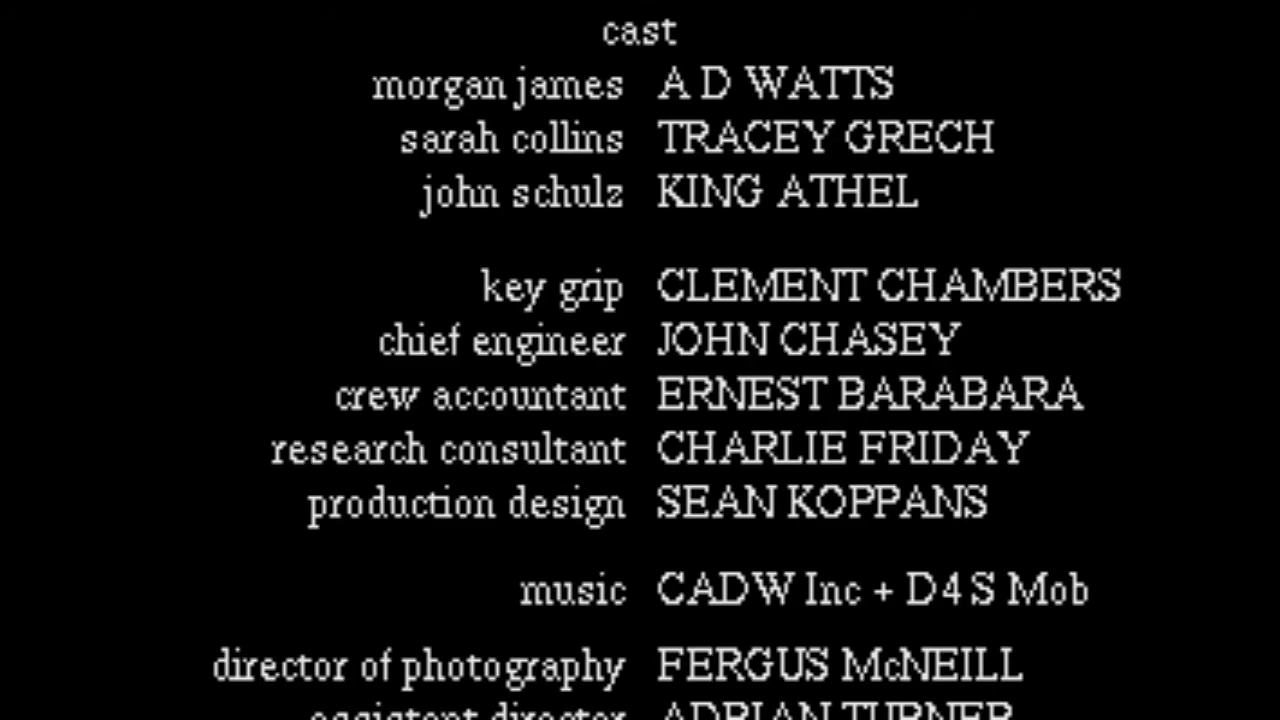 cast
morgan james A D WATTS
sarah collins TRACEY GRECH
john schulz KING ATHEL
key grip CLEMENT CHAMBERS
chief engineer JOHN CHASEY
crew accountant ERNEST BARABARA
research consultant CHARLIE FRIDAY
production design SEAN KOPPANS
music CADW Inc + D4 S Mob
director of photography FERGUS McNEILL
assistant director ADRIAN TURNER